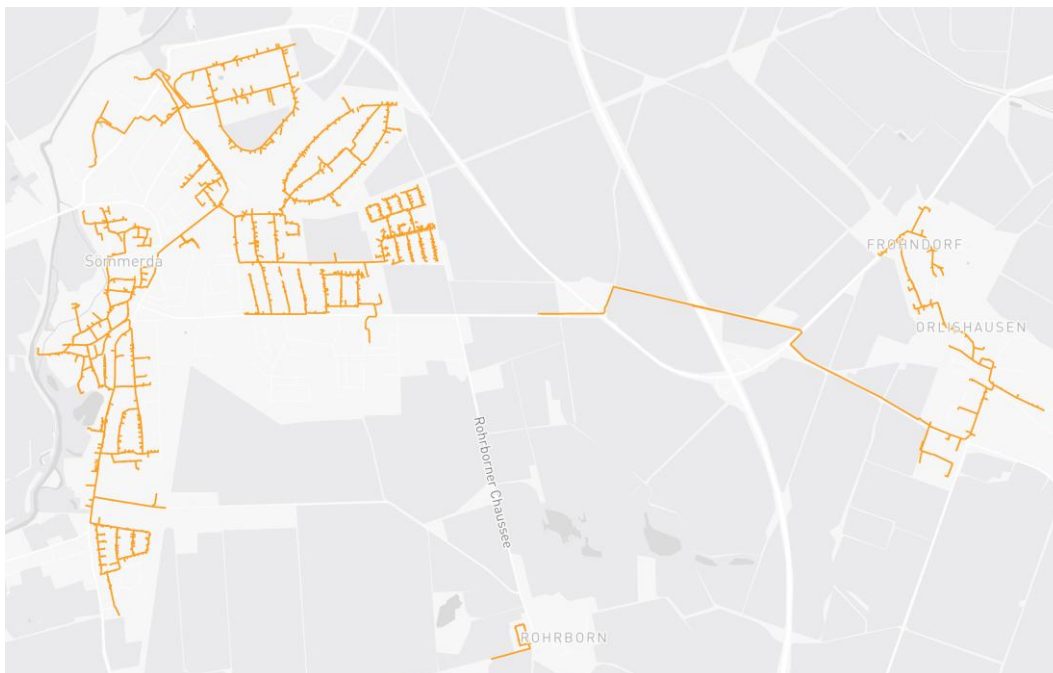 FROHNDORF
Sömmerda
ORLISHAUSEN
Rohrborner Chaussee
ROHRBORN